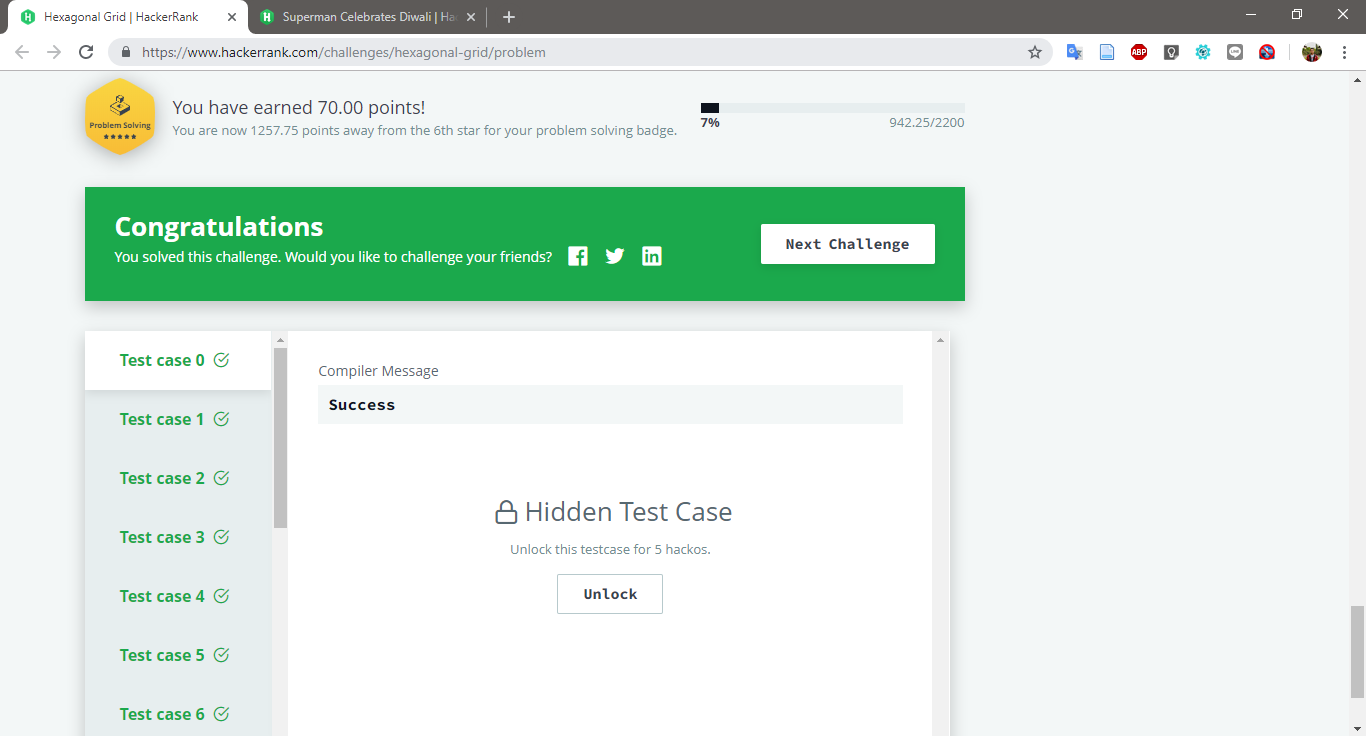 Hexagonal Grid | HackerRank
Superman Celebrates Diwali | Ha
https://www.hackerrank.com/challenges/hexagonal-grid/problem
ABP
LINE
Problem Solving
You have earned 70.00 points!
You are now 1257.75 points away from the 6th star for your problem solving badge.
7%
942.25/2200
Congratulations
You solved this challenge. Would you like to challenge your friends?
Next Challenge
Test case 0
Test case 1
Test case 2
Test case 3
Test case 4
Test case 5
Test case 6
Compiler Message
Success
Hidden Test Case
Unlock this testcase for 5 hackos.
Unlock